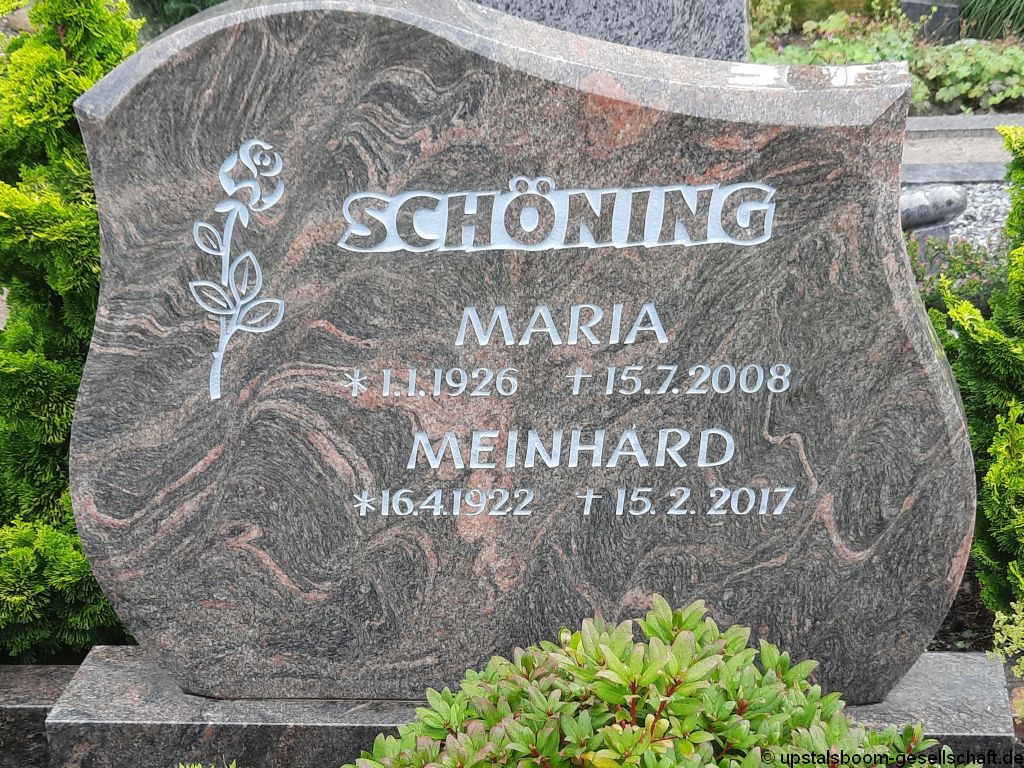 SCHÖNING
MARIA
* 1.1.1926 † 15.7.2008
MEINHARD
* 16.4.1922 † 15.2.2017
© upstalsboom-gesellschaft.de